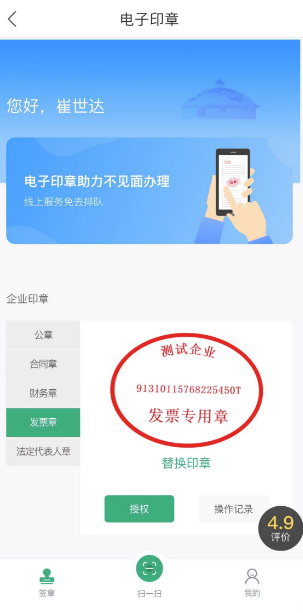 电子印章
您好，崔世达
电子印章助力不见面办理
线上服务免去排队
企业印章
公章
合同章
财务章
发票章
法定代表人章
测试企业
91310115768225450T
发票专用章
替换印章
授权
操作记录
4.9
评价
签章
扫一扫
我的